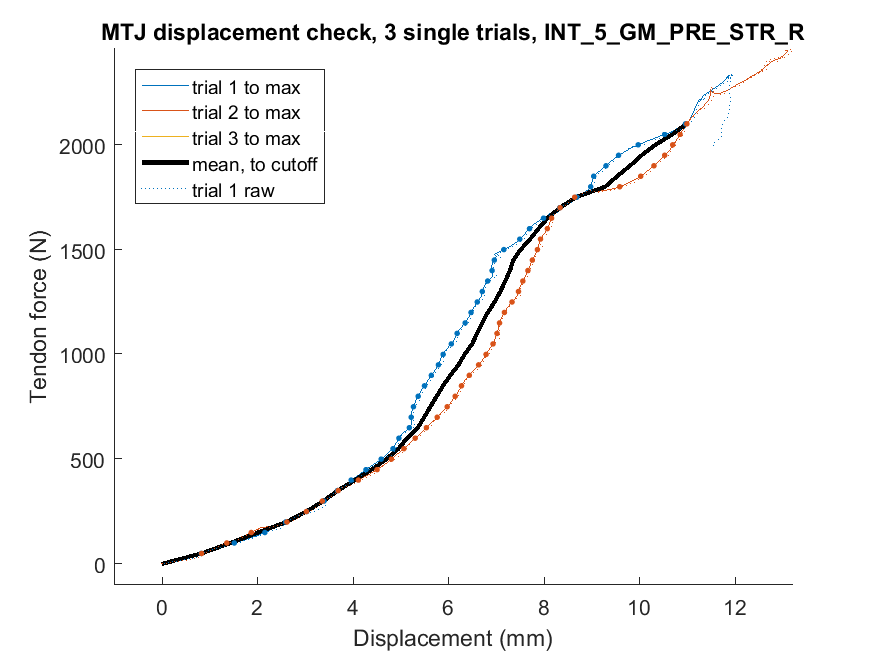 MTJ displacement check, 3 single trials, INT_5_GM_PRE_STR_R
trial 1 to max
trial 2 to max
trial 3 to max
mean, to cutoff
trial 1 raw
2000
1500
1000
500
0
Tendon force (N)
0 2 4 6 8 10 12
Displacement (mm)